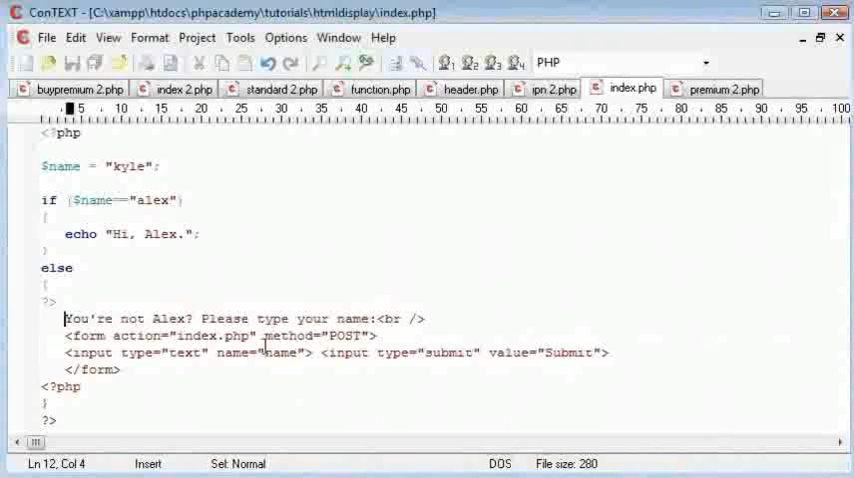 ConTEXT - [C:\xampp\htdocs\phpacademy\tutorials\htmldisplay\index.php]
File Edit View Format Project Tools Options Window Help
1 2 3 4 PHP
buypremium 2.php index 2.php standard 2.php function.php header.php ipn 2.php index.php premium 2.php
5 10 15 20 25 30 35 40 45 50 55 60 65 70 75 80 85 90 95 100
<?php
$name = "kyle";
if ($name=="alex")
{
echo "Hi, Alex.";
}
else
{
?>
You're not Alex? Please type your name:<br />
<form action="index.php" method="POST">
<input type="text" name="name"> <input type="submit" value="Submit">
</form>
<?php
}
?>
Ln 12, Col 4 Insert Sel: Normal DOS File size: 280